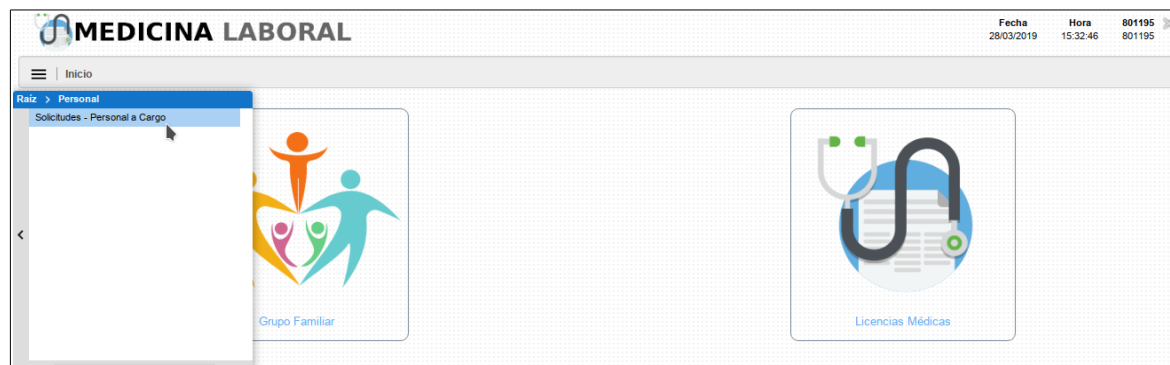 MEDICINA LABORAL
Fecha Hora 801195
28/03/2019 15:32:46 801195
Inicio
Raíz > Personal
Solicitudes - Personal a Cargo
Grupo Familiar
Licencias Médicas